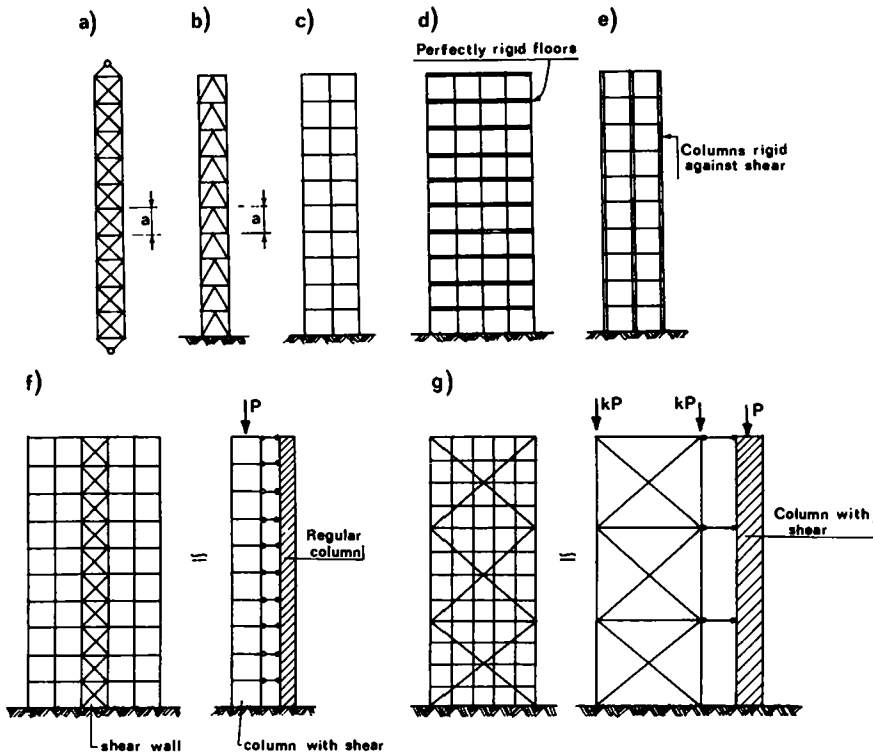 a)
b)
c)
d)
e)
Perfectly rigid floors
Columns rigid
against shear
a
a
f)
g)
P
kP
kP
P
Regular
column
Column with
shear
≈
≈
shear wall
column with shear